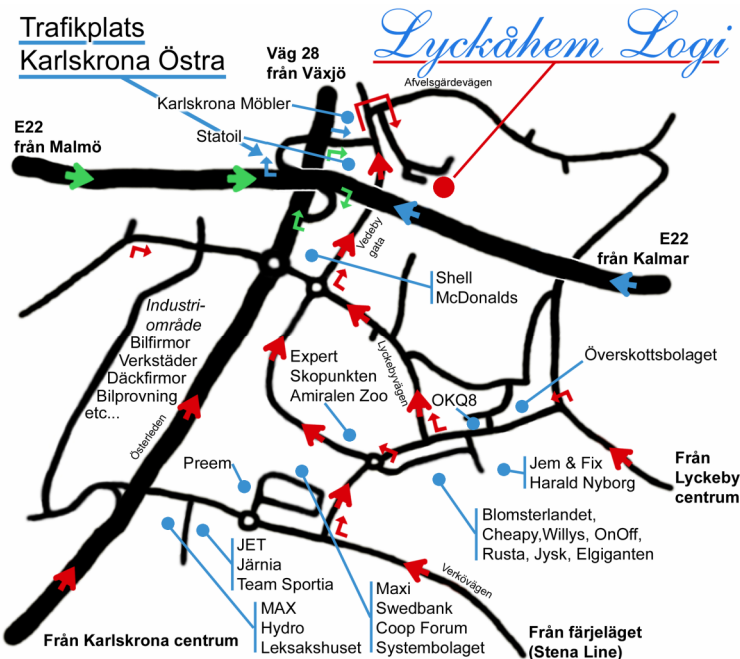 Trafikplats
Karlskrona Östra
Väg 28
från Växjö
Lyckåhem Logi
Afvelsgärdevägen
Karlskrona Möbler
Statoil
E22
från Malmö
Vedeby
gata
E22
från Kalmar
Shell
McDonalds
Industri-
område
Bilfirmor
Verkstäder
Däckfirmor
Bilprovning
etc...
Österleden
Expert
Skopunkten
Amiralen Zoo
Lyckebyvägen
OKQ8
Överskottsbolaget
Preem
Jem & Fix
Harald Nyborg
Från
Lyckeby
centrum
Blomsterlandet,
Cheapy,Willys, OnOff,
Rusta, Jysk, Elgiganten
JET
Järnia
Team Sportia
Verkövägen
MAX
Hydro
Leksakshuset
Maxi
Swedbank
Coop Forum
Systembolaget
Från Karlskrona centrum
Från färjeläget
(Stena Line)